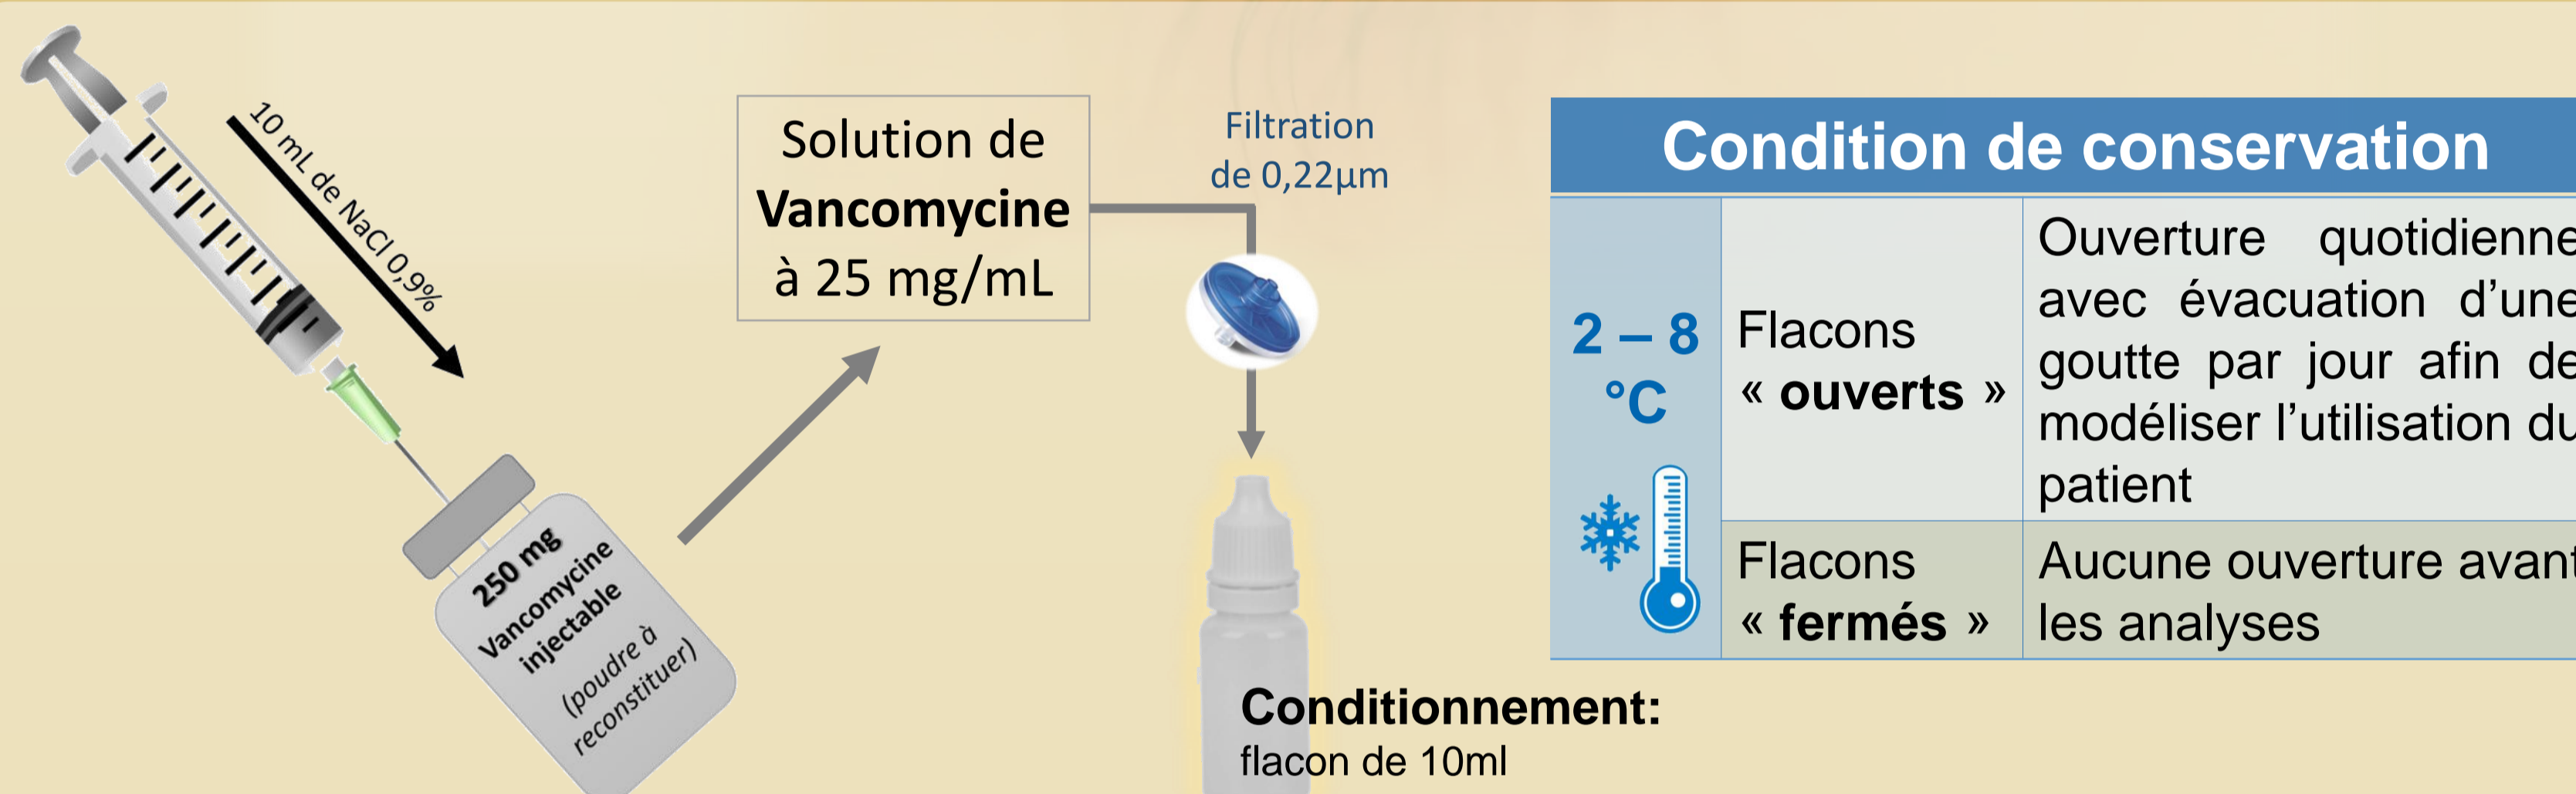 10 mL de NaCl 0,9%
250 mg
Vancomycine
injectable
(poudre à
reconstituer)
Solution de
Vancomycine
à 25 mg/mL
Filtration
de 0,22µm
Conditionnement:
flacon de 10ml
Condition de conservation
2 – 8
°C
Flacons
« ouverts »
Ouverture quotidienne
avec évacuation d’une
goutte par jour afin de
modéliser l’utilisation du
patient
Flacons
« fermés »
Aucune ouverture avant
les analyses